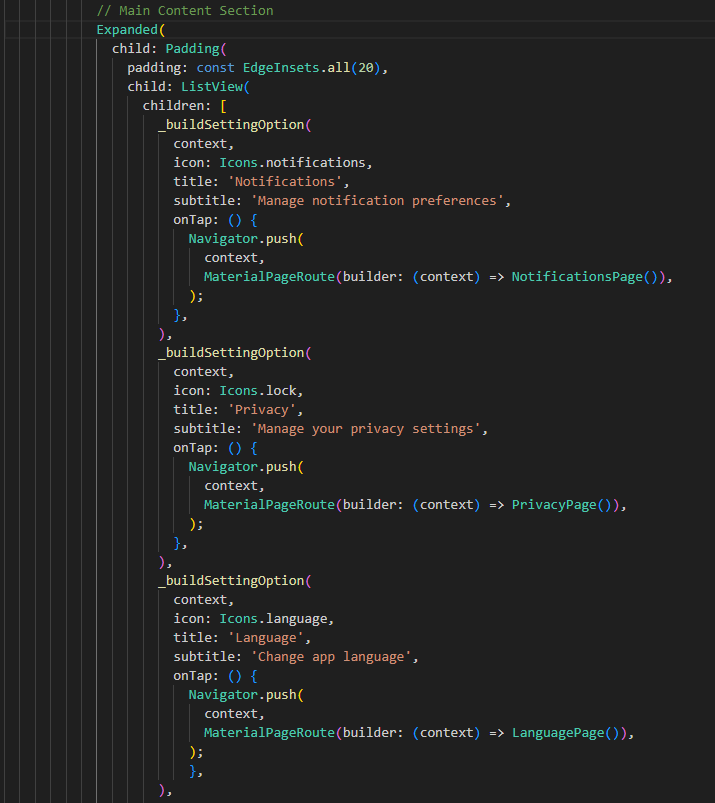 // Main Content Section
Expanded(
child: Padding(
padding: const EdgeInsets.all(20),
child: ListView(
children: [
_buildSettingOption(
context,
icon: Icons.notifications,
title: 'Notifications',
subtitle: 'Manage notification preferences',
onTap: () {
Navigator.push(
context,
MaterialPageRoute(builder: (context) => NotificationsPage()),
);
},
),
_buildSettingOption(
context,
icon: Icons.lock,
title: 'Privacy',
subtitle: 'Manage your privacy settings',
onTap: () {
Navigator.push(
context,
MaterialPageRoute(builder: (context) => PrivacyPage()),
);
},
),
_buildSettingOption(
context,
icon: Icons.language,
title: 'Language',
subtitle: 'Change app language',
onTap: () {
Navigator.push(
context,
MaterialPageRoute(builder: (context) => LanguagePage()),
);
},
),